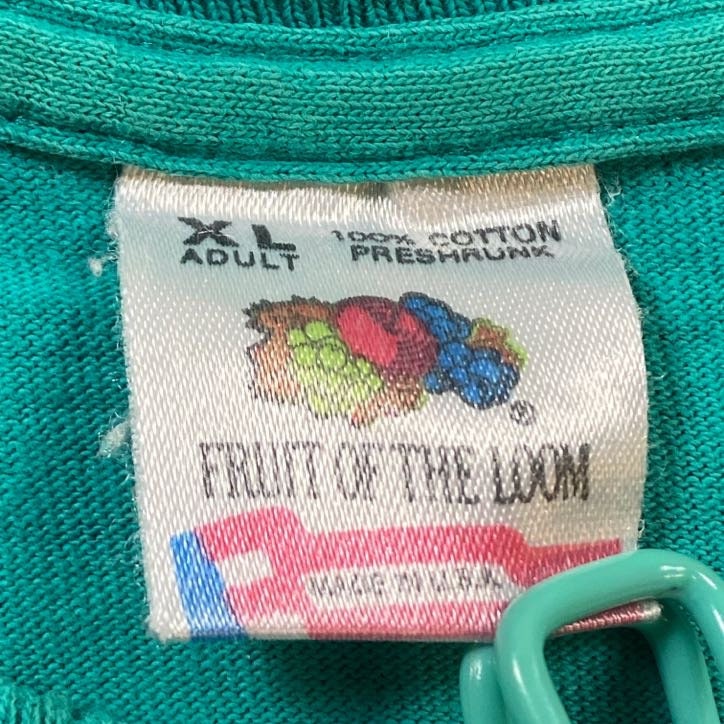 XL 100% COTTON
ADULT PRESHRUNK
®
FRUIT OF THE LOOM
MADE IN U.S.A.